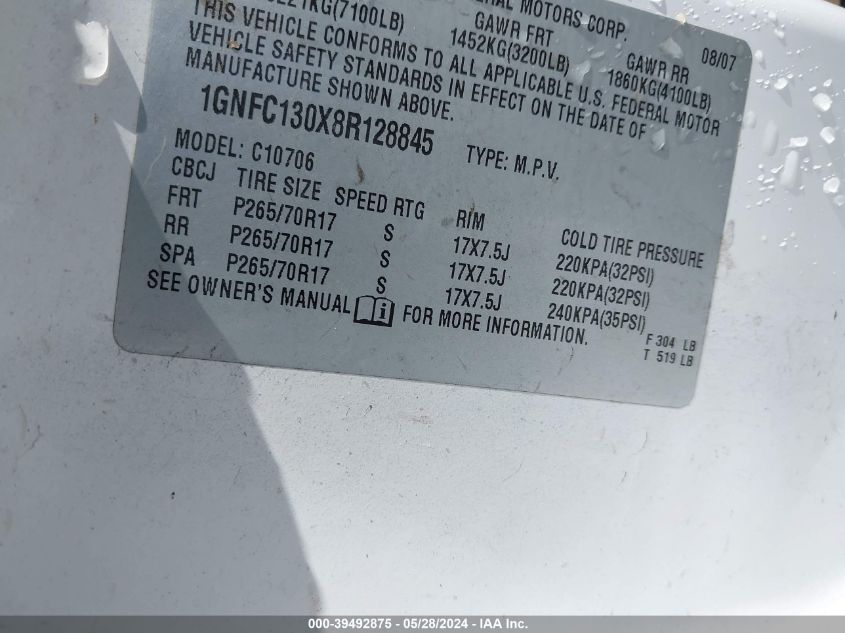 MOTORS CORP. 08/07
(7100LB) GAWR FRT GAWR RR
1452KG(3200LB) 1860KG(4100LB)
THIS VEHICLE CONFORMS TO ALL APPLICABLE U.S. FEDERAL MOTOR
VEHICLE SAFETY STANDARDS IN EFFECT ON THE DATE OF
MANUFACTURE SHOWN ABOVE.
1GNFC130X8R128845 TYPE: M.P.V.
MODEL: C10706
CBCJ TIRE SIZE SPEED RTG RIM COLD TIRE PRESSURE
FRT P265/70R17 S 17X7.5J 220KPA(32PSI)
RR P265/70R17 S 17X7.5J 220KPA(32PSI)
SPA P265/70R17 S 17X7.5J 240KPA(35PSI)
SEE OWNER'S MANUAL i FOR MORE INFORMATION.
F 304 LB
T 519 LB
000-39492875 - 05/28/2024 - IAA Inc.